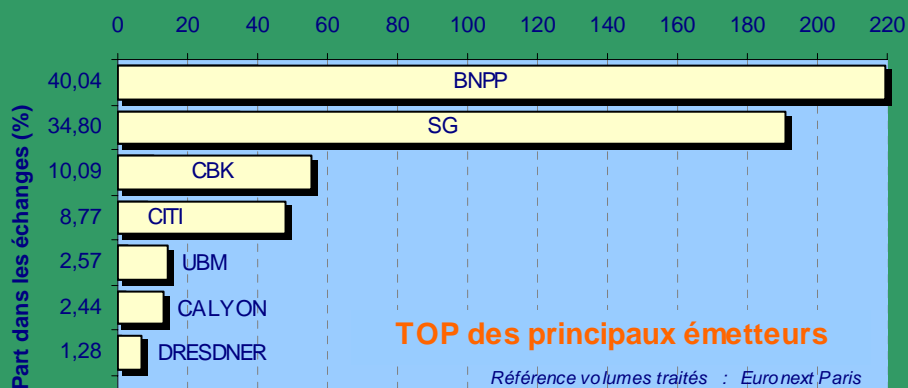 0 20 40 60 80 100 120 140 160 180 200 220
Part dans les échanges (%)
40,04 BNPP
34,80 SG
10,09 CBK
8,77 CITI
2,57 UBM
2,44 CALYON
1,28 DRESDNER
TOP des principaux émetteurs
Référence volumes traités : Euronext Paris